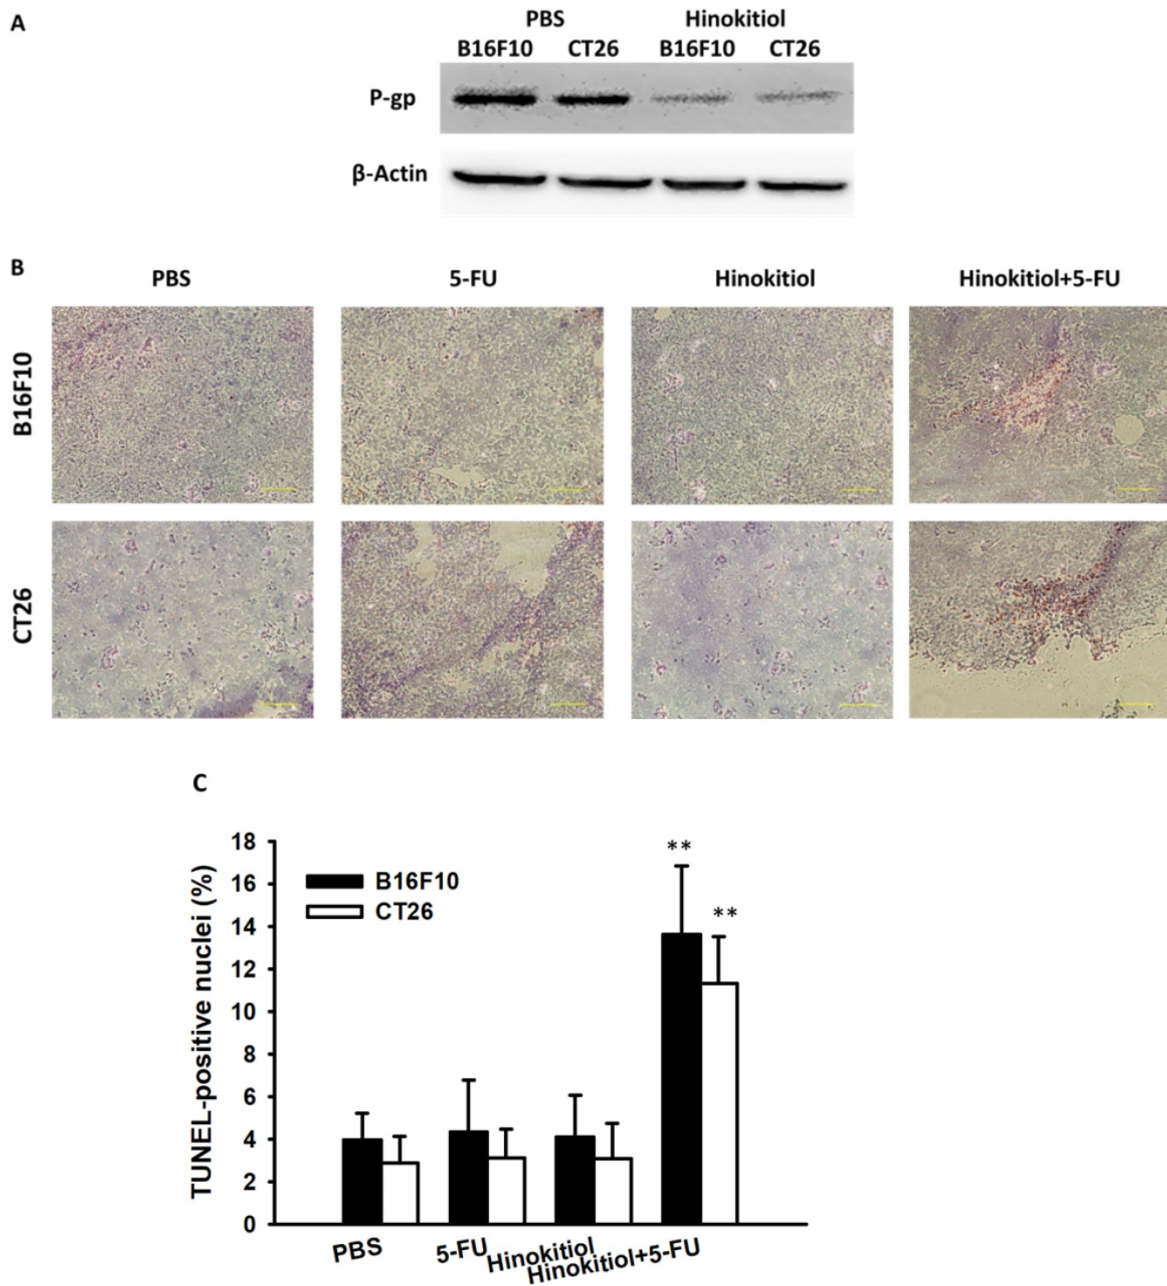 A
PBS Hinokitiol
B16F10 CT26 B16F10 CT26
P-gp
β-Actin
B
PBS 5-FU Hinokitiol Hinokitiol+5-FU
B16F10
CT26
C
TUNEL-positive nuclei (%)
18
16
14
12
10
8
6
4
2
0
B16F10
CT26
**
**
PBS 5-FU Hinokitiol Hinokitiol+5-FU